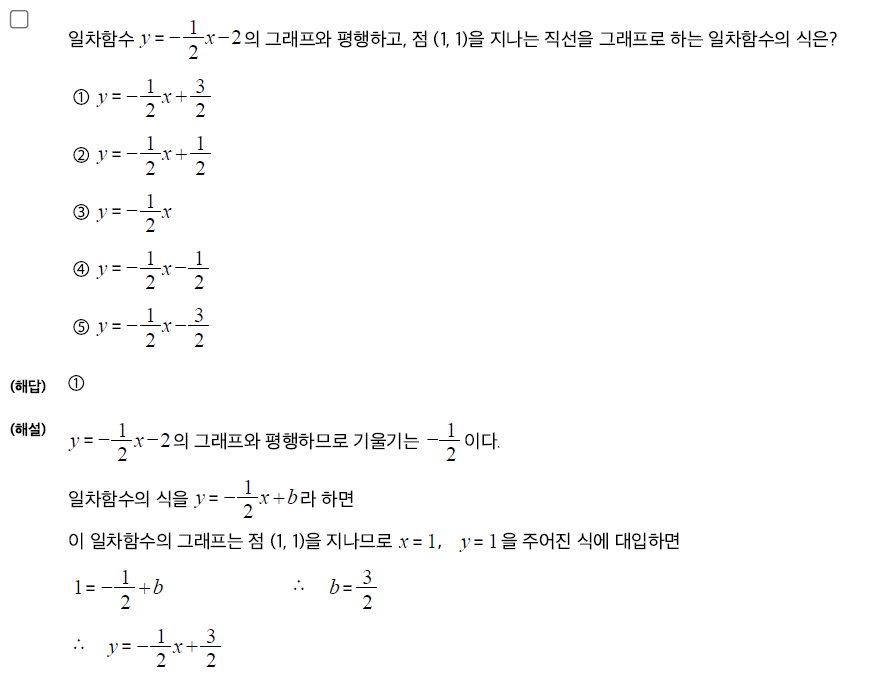 일차함수 y = -1/2x-2의 그래프와 평행하고, 점 (1, 1)을 지나는 직선을 그래프로 하는 일차함수의 식은?
① y = -1/2x+3/2
② y = -1/2x+1/2
③ y = -1/2x
④ y = -1/2x-1/2
⑤ y = -1/2x-3/2
(해답) ①
(해설) y = -1/2x-2의 그래프와 평행하므로 기울기는 -1/2이다.
일차함수의 식을 y = -1/2x+b라 하면
이 일차함수의 그래프는 점 (1, 1)을 지나므로 x = 1, y = 1을 주어진 식에 대입하면
1 = -1/2+b ∴ b = 3/2
∴ y = -1/2x+3/2